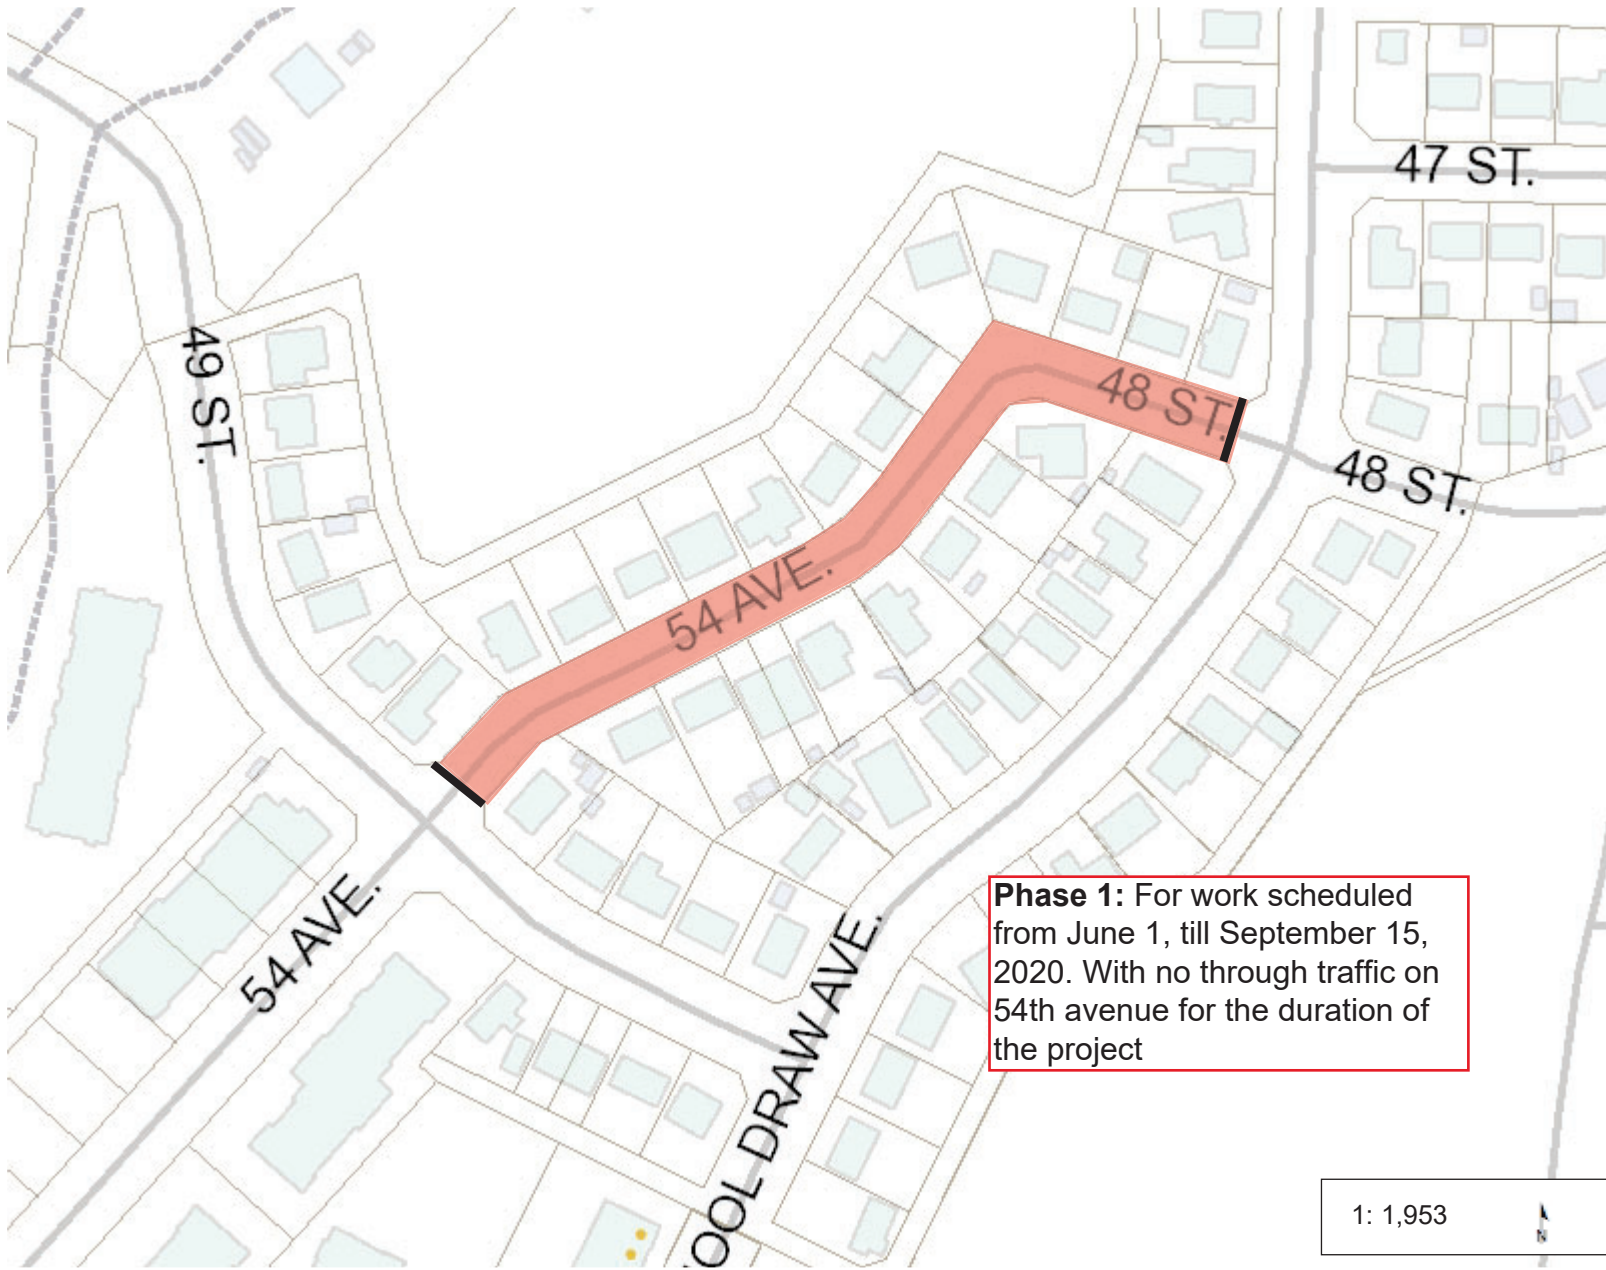 47 ST.
49 ST.
48 ST.
48 ST.
54 AVE.
54 AVE.
OOL DRAW AVE.
Phase 1: For work scheduled
from June 1, till September 15,
2020. With no through traffic on
54th avenue for the duration of
the project
1: 1,953
N